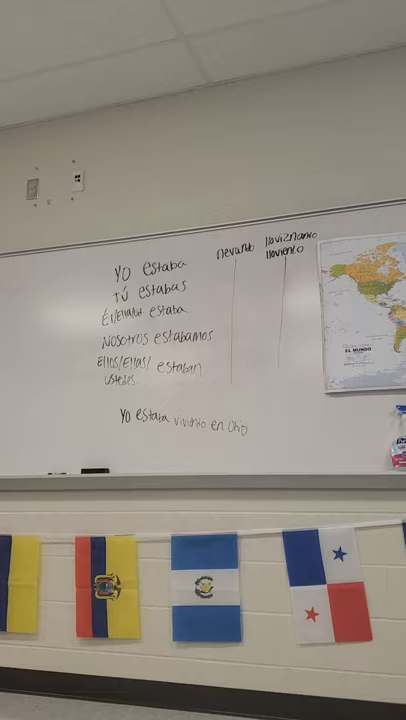 Yo estaba
Tú estabas
Él/ella/ud estaba
Nosotros estabamos
Ellos/Ellas/ estaban
ustedes.
nevando
lloviznando
lloviendo
Yo estaba viviendo en Ohio
EL MUNDO